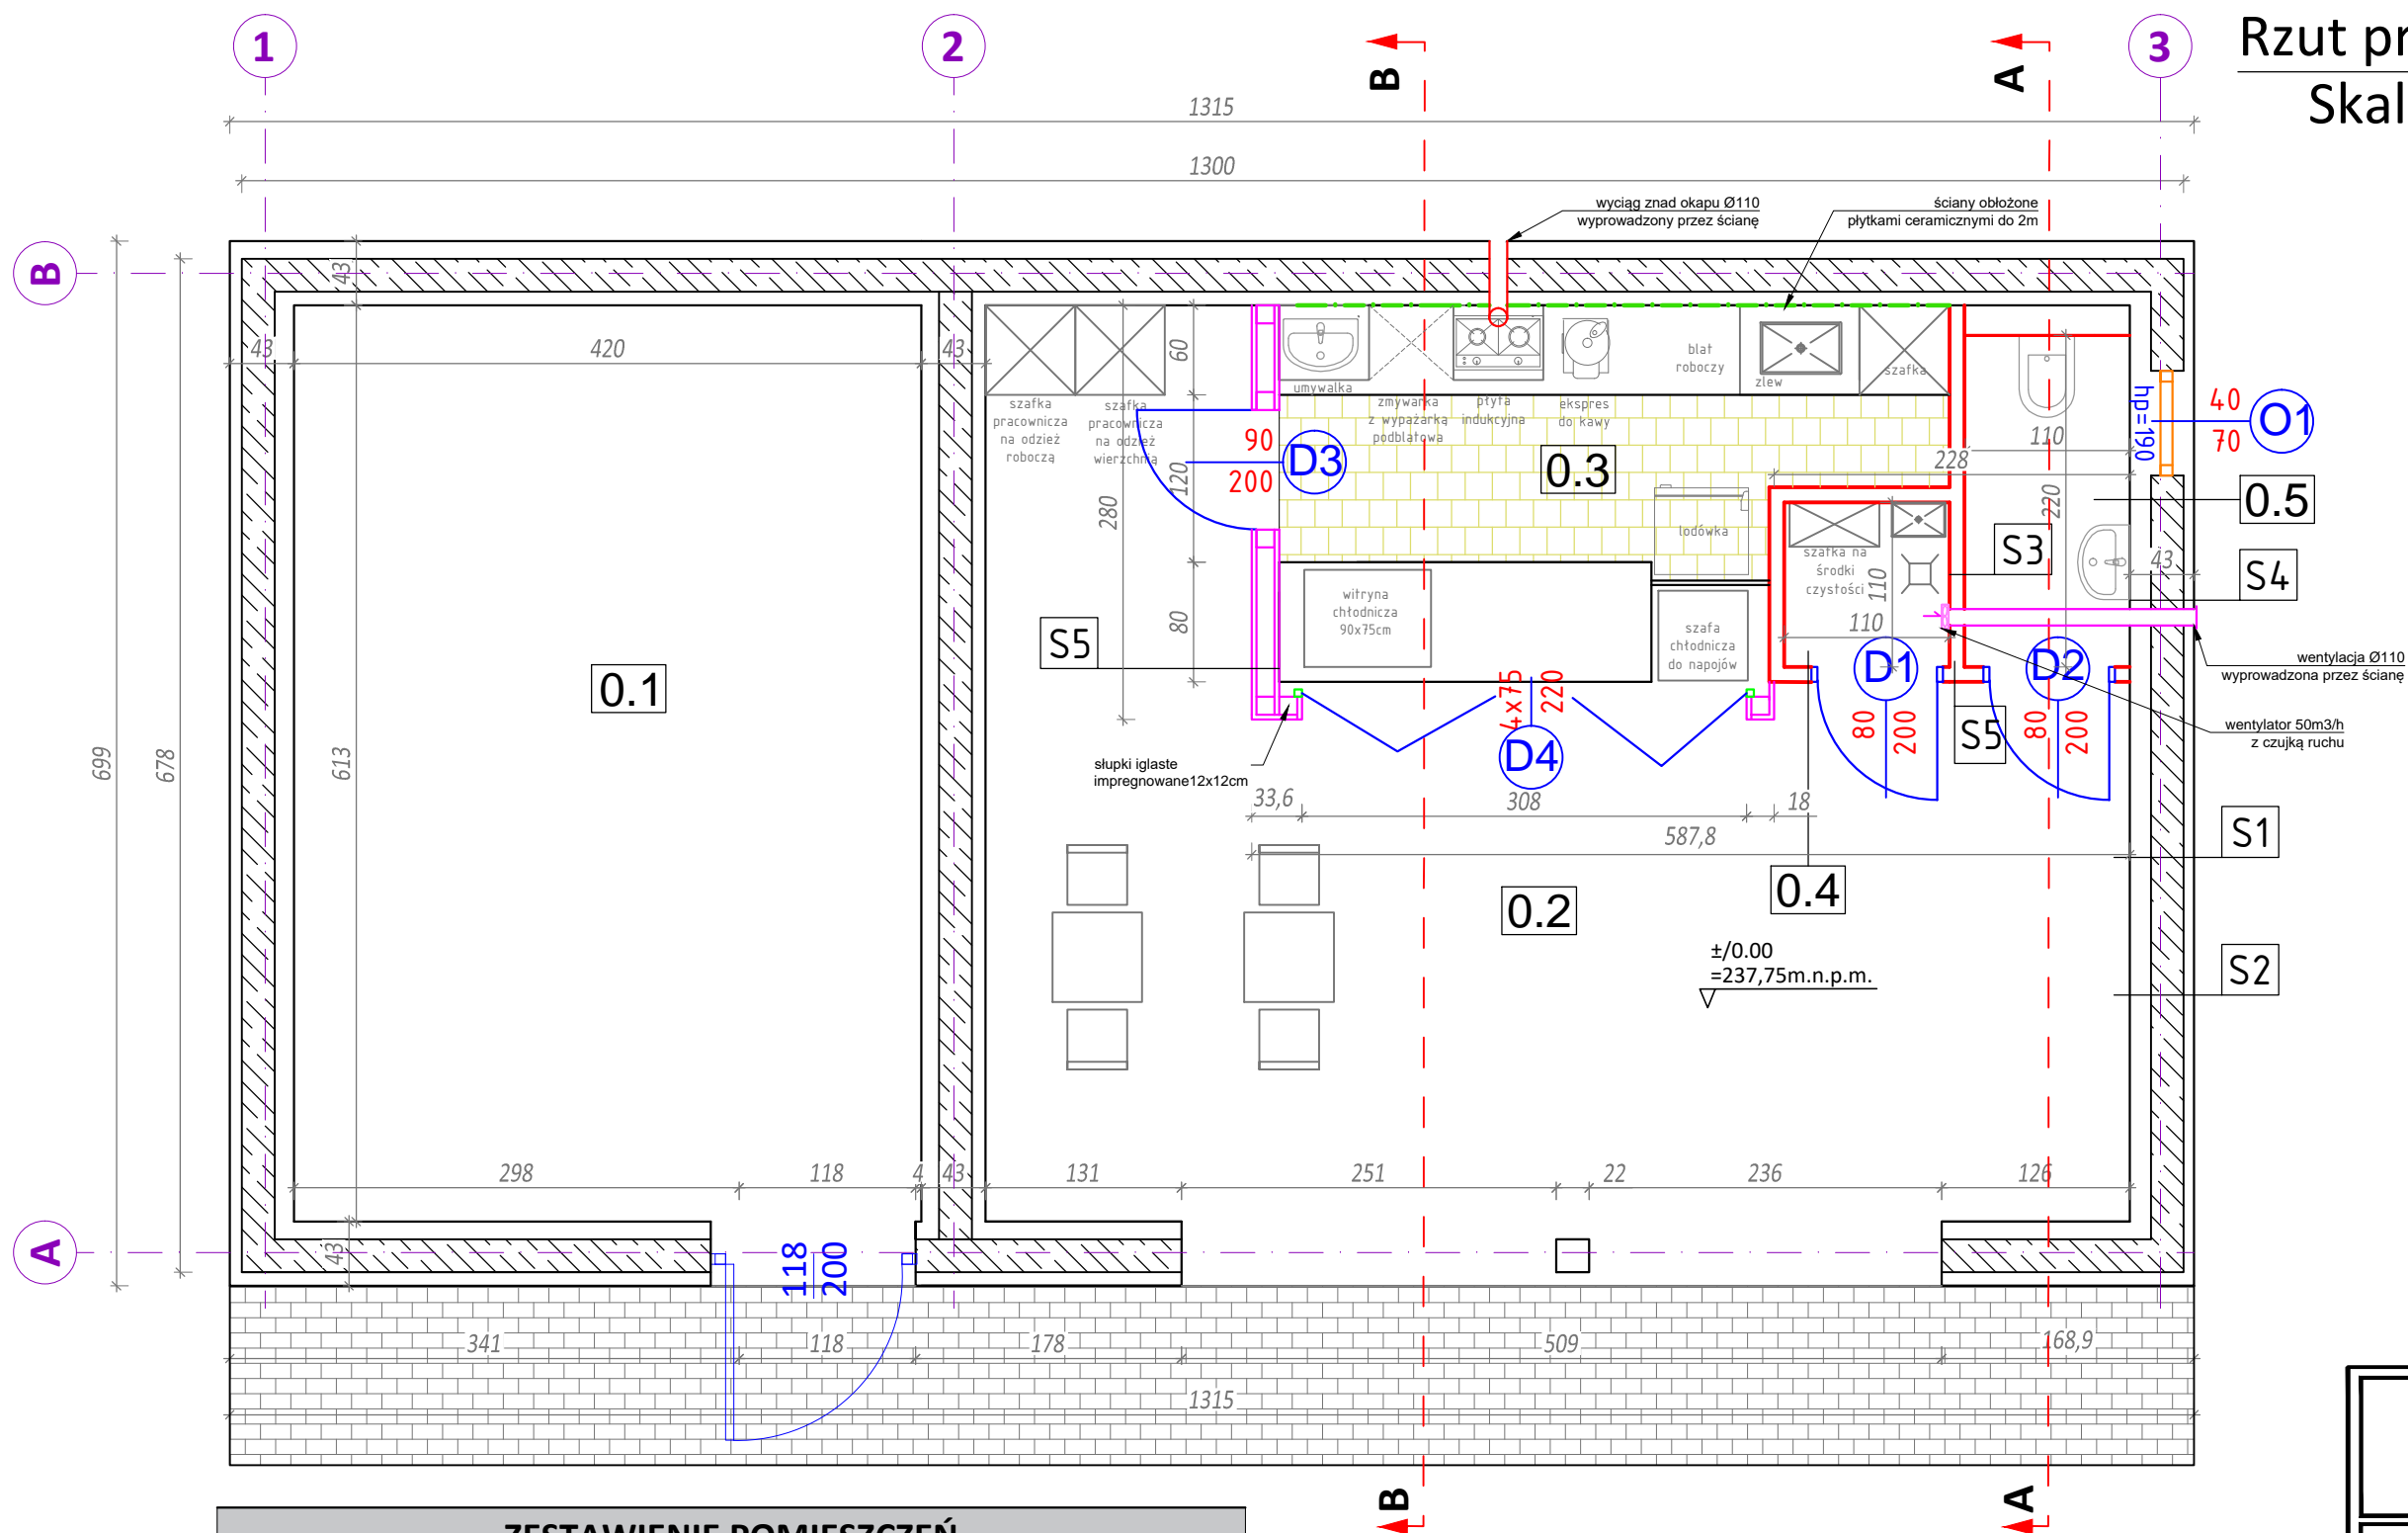 1
2
3
B
A
Rzut pr
Skal
1315
1300
wyciąg znad okapu Ø110
wyprowadzony przez ścianę
ściany obłożone
płytkami ceramicznymi do 2m
B
699
678
43
43
420
43
613
0.1
60
120
280
80
szafka
pracownicza
na odzież
roboczą
szafka
pracownicza
na odzież
wierzchnią
umywalka
zmywarka
z wypażarką
podblatowa
płyta
indukcyjna
ekspres
do kawy
blat
roboczy
zlew
szafka
90
200
D3
0.3
lodówka
witryna
chłodnicza
90x75cm
szafa
chłodnicza
do napojów
szafka na
środki
czystości
110
110
110
228
220
hp=190
40
70
O1
0.5
S3
43
S4
S5
wentylacja Ø110
wyprowadzona przez ścianę
wentylator 50m3/h
z czujką ruchu
D1
80
200
S5
D2
80
200
4x75
220
D4
słupki iglaste
impregnowane12x12cm
33,6
308
18
587,8
S1
0.4
0.2
±/0.00
=237,75m.n.p.m.
S2
298
118
4
43
131
251
22
236
126
A
43
118
200
341
118
178
509
168,9
1315
B
A
ZESTAWIENIE POMIESZCZEŃ